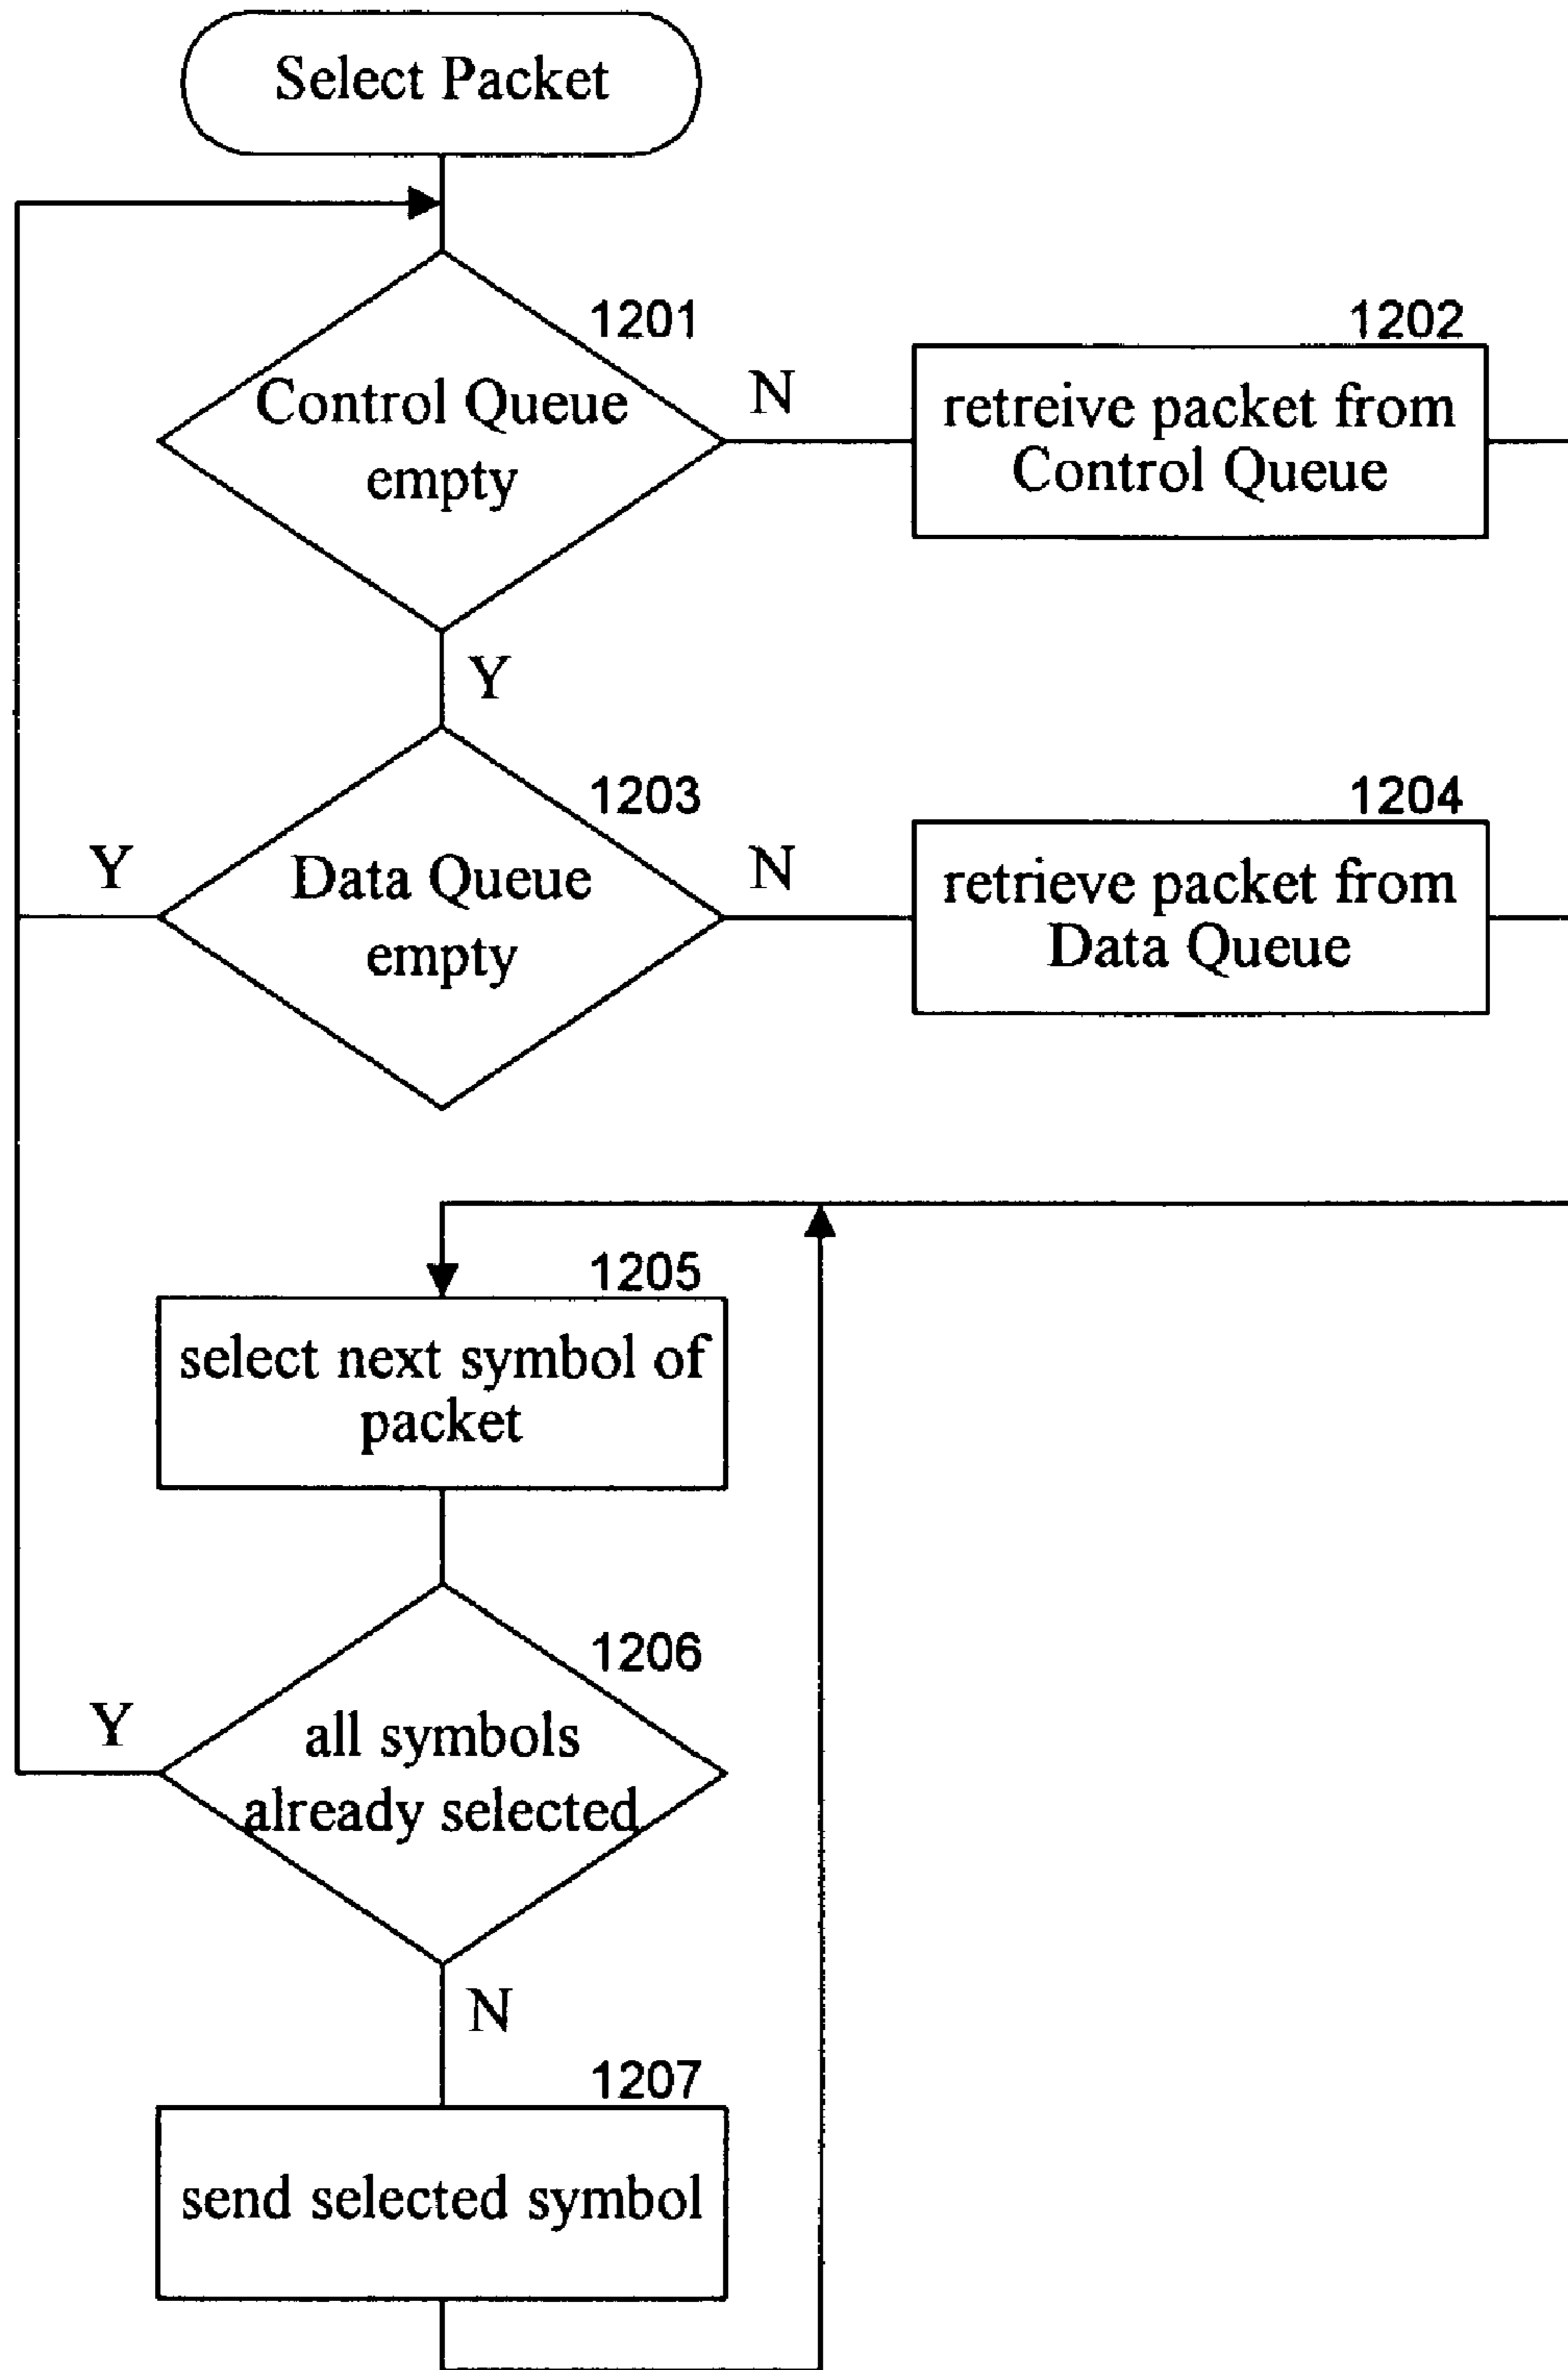 Select Packet
1201
Control Queue
empty
N
1202
retreive packet from
Control Queue
Y
1203
Data Queue
empty
Y
N
1204
retrieve packet from
Data Queue
1205
select next symbol of
packet
1206
all symbols
already selected
Y
N
1207
send selected symbol